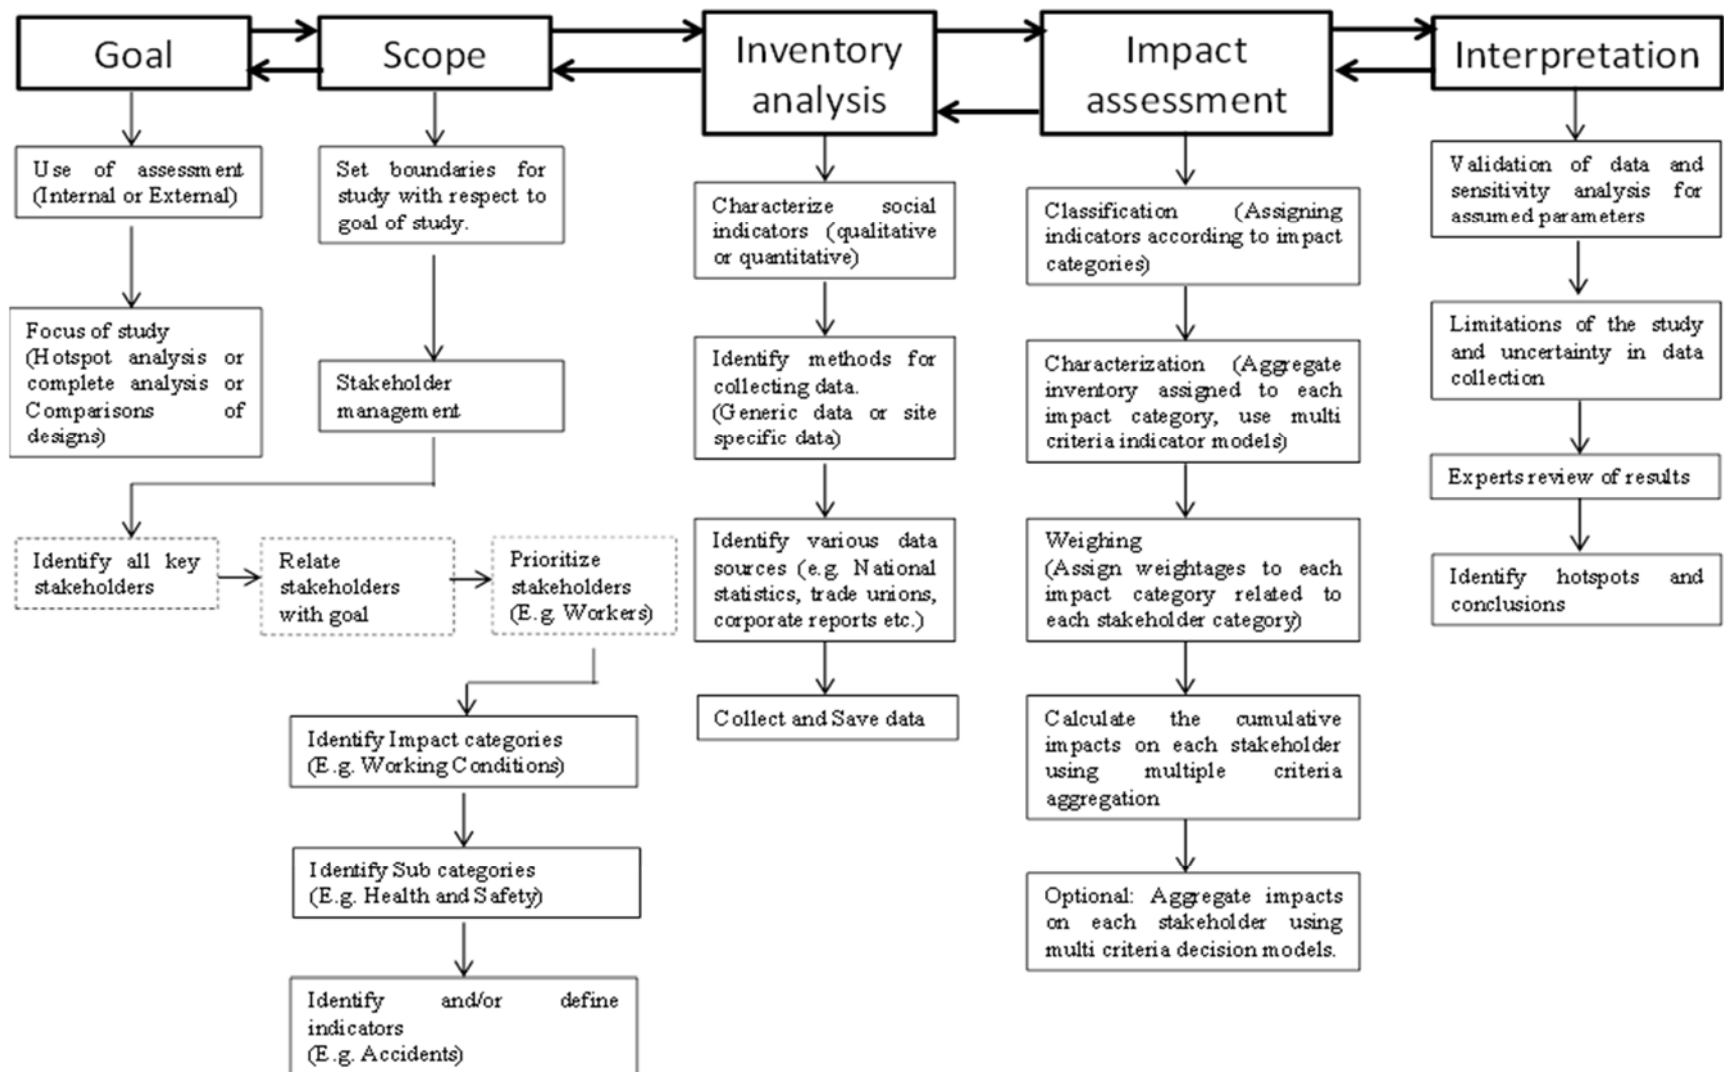 Goal
Scope
Inventory
analysis
Impact
assessment
Interpretation
Use of assessment
(Internal or External)
Focus of study
(Hotspot analysis or
complete analysis or
Comparisons of
designs)
Set boundaries for
study with respect to
goal of study.
Stakeholder
management
Identify all key
stakeholders
Relate
stakeholders
with goal
Prioritize
stakeholders
(E.g. Workers)
Identify Impact categories
(E.g. Working Conditions)
Identify Sub categories
(E.g. Health and Safety)
Identify and/or define
indicators
(E.g. Accidents)
Characterize social
indicators (qualitative
or quantitative)
Identify methods for
collecting data.
(Generic data or site
specific data)
Identify various data
sources (e.g. National
statistics, trade unions,
corporate reports etc.)
Collect and Save data
Classification (Assigning
indicators according to impact
categories)
Characterization (Aggregate
inventory assigned to each
impact category, use multi
criteria indicator models)
Weighing
(Assign weightages to each
impact category related to
each stakeholder category)
Calculate the cumulative
impacts on each stakeholder
using multiple criteria
aggregation
Optional: Aggregate impacts
on each stakeholder using
multi criteria decision models.
Validation of data and
sensitivity analysis for
assumed parameters
Limitations of the study
and uncertainty in data
collection
Experts review of results
Identify hotspots and
conclusions